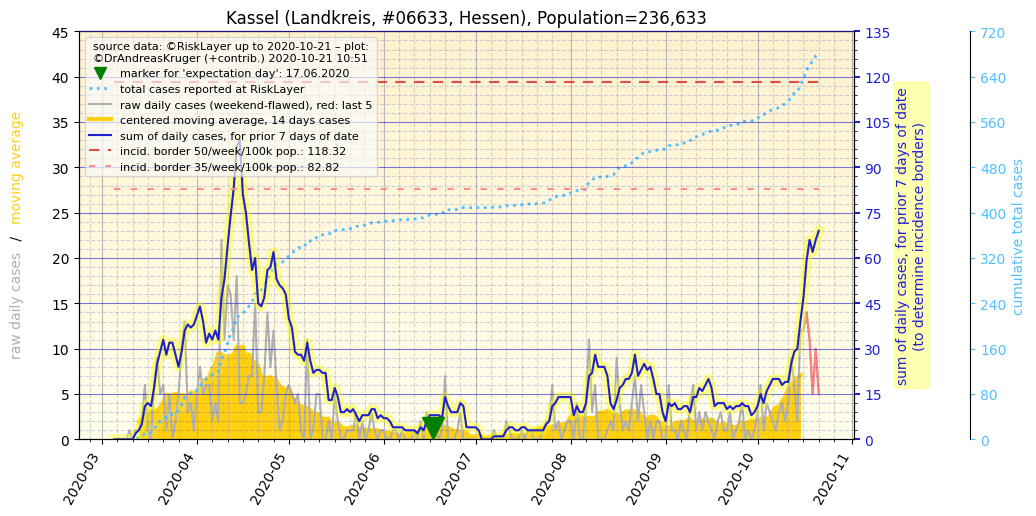 Kassel (Landkreis, #06633, Hessen), Population=236,633
source data: ©RiskLayer up to 2020-10-21 – plot:
©DrAndreasKruger (+contrib.) 2020-10-21 10:51
marker for 'expectation day': 17.06.2020
total cases reported at RiskLayer
raw daily cases (weekend-flawed), red: last 5
centered moving average, 14 days cases
sum of daily cases, for prior 7 days of date
incid. border 50/week/100k pop.: 118.32
incid. border 35/week/100k pop.: 82.82
raw daily cases / moving average
45
40
35
30
25
20
15
10
5
0
2020-03
2020-04
2020-05
2020-06
2020-07
2020-08
2020-09
2020-10
2020-11
135
120
105
90
75
60
45
30
15
0
sum of daily cases, for prior 7 days of date
(to determine incidence borders)
720
640
560
480
400
320
240
160
80
0
cumulative total cases